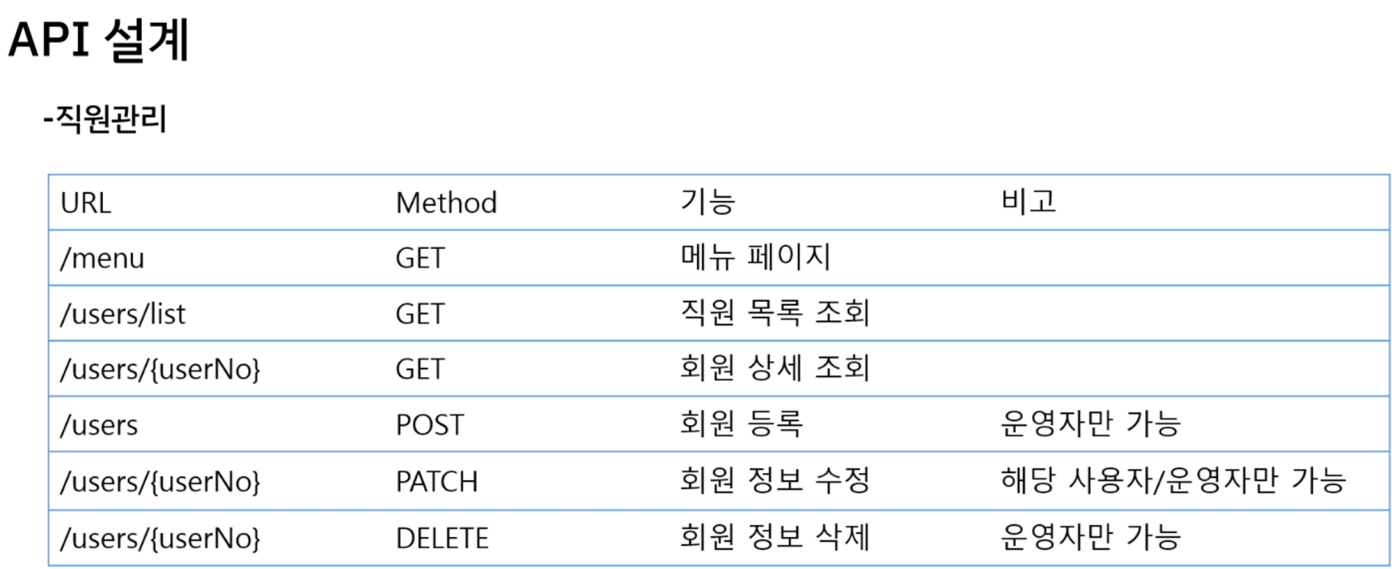 API 설계
-직원관리
URL Method 기능 비고
/menu GET 메뉴 페이지
/users/list GET 직원 목록 조회
/users/{userNo} GET 회원 상세 조회
/users POST 회원 등록 운영자만 가능
/users/{userNo} PATCH 회원 정보 수정 해당 사용자/운영자만 가능
/users/{userNo} DELETE 회원 정보 삭제 운영자만 가능